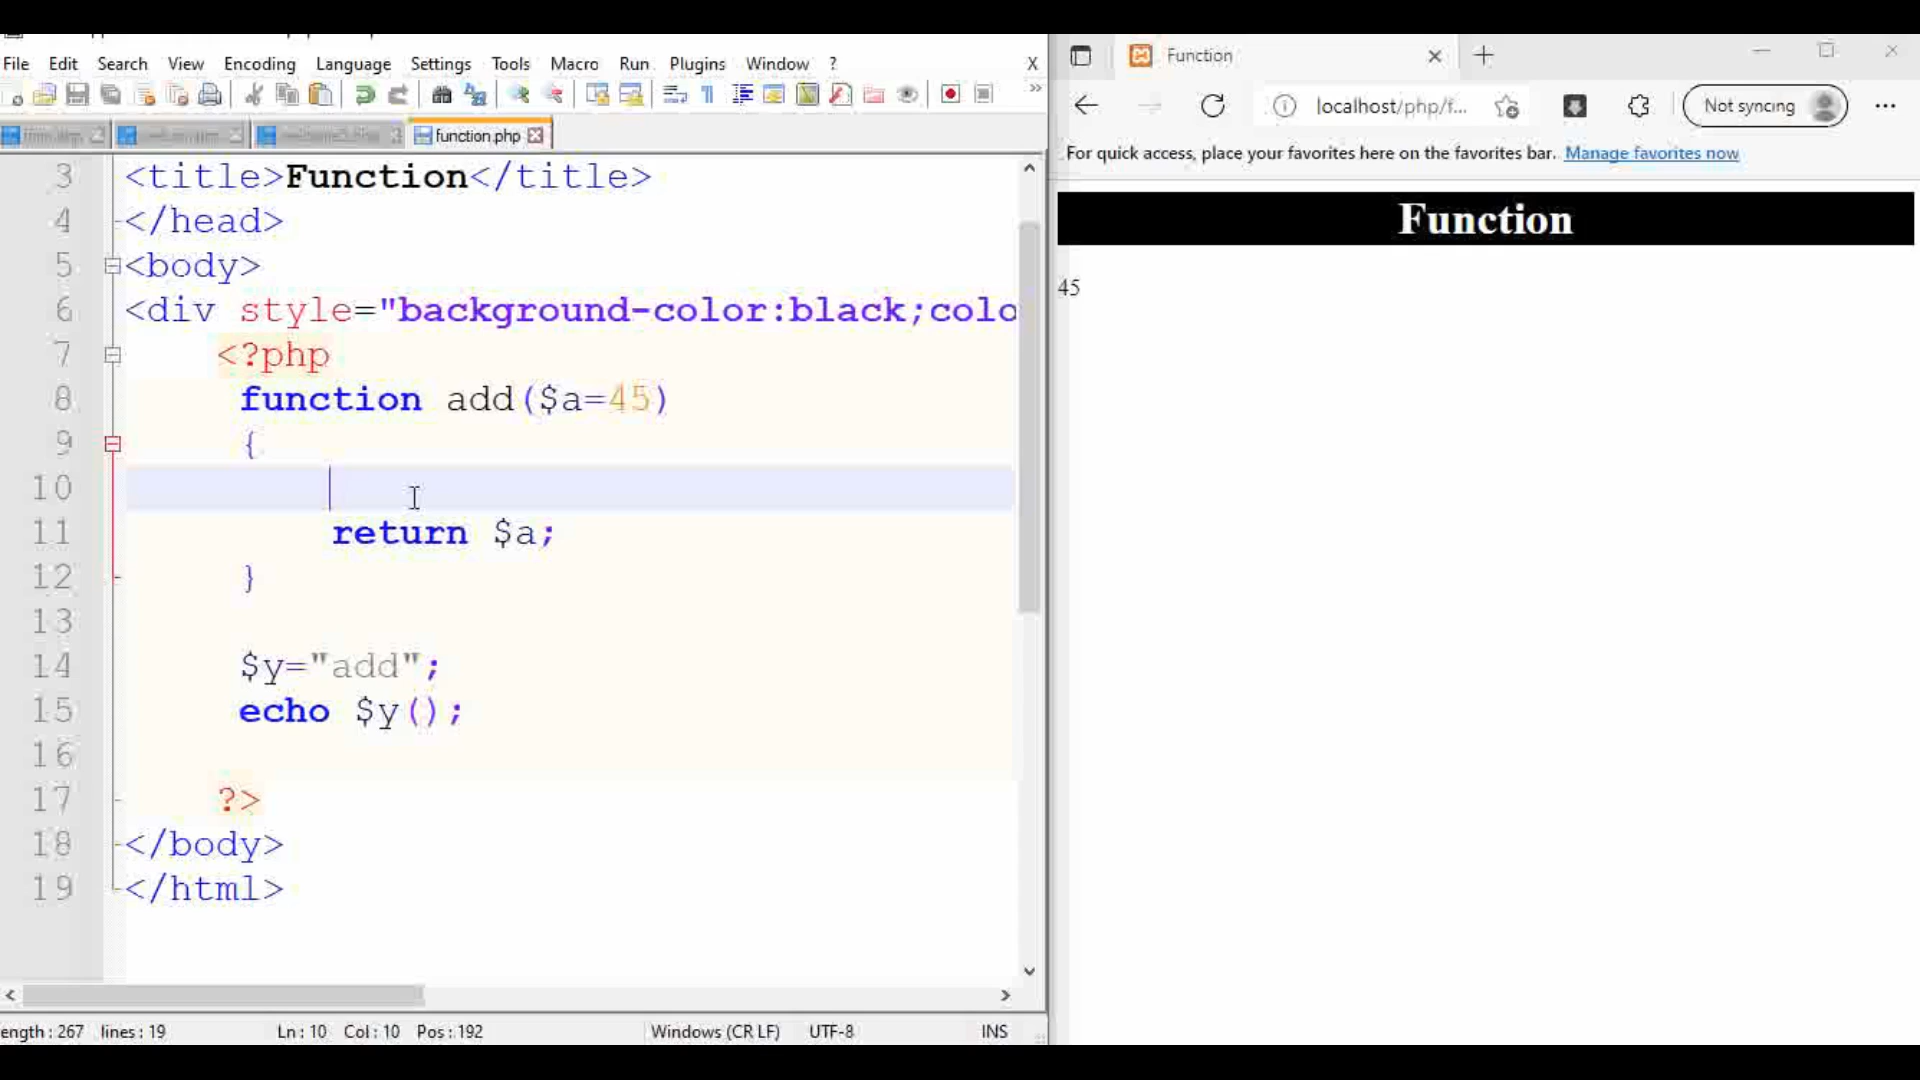 File Edit Search View Encoding Language Settings Tools Macro Run Plugins Window ? X
function.php
3 <title>Function</title>
4 </head>
5 <body>
6 <div style="background-color:black;colo
7 <?php
8 function add($a=45)
9 {
10
11 return $a;
12 }
13
14 $y="add";
15 echo $y();
16
17 ?>
18 </body>
19 </html>
ength : 267 lines : 19 Ln : 10 Col : 10 Pos : 192 Windows (CR LF) UTF-8 INS
Function
localhost/php/f... Not syncing
For quick access, place your favorites here on the favorites bar. Manage favorites now
Function
45